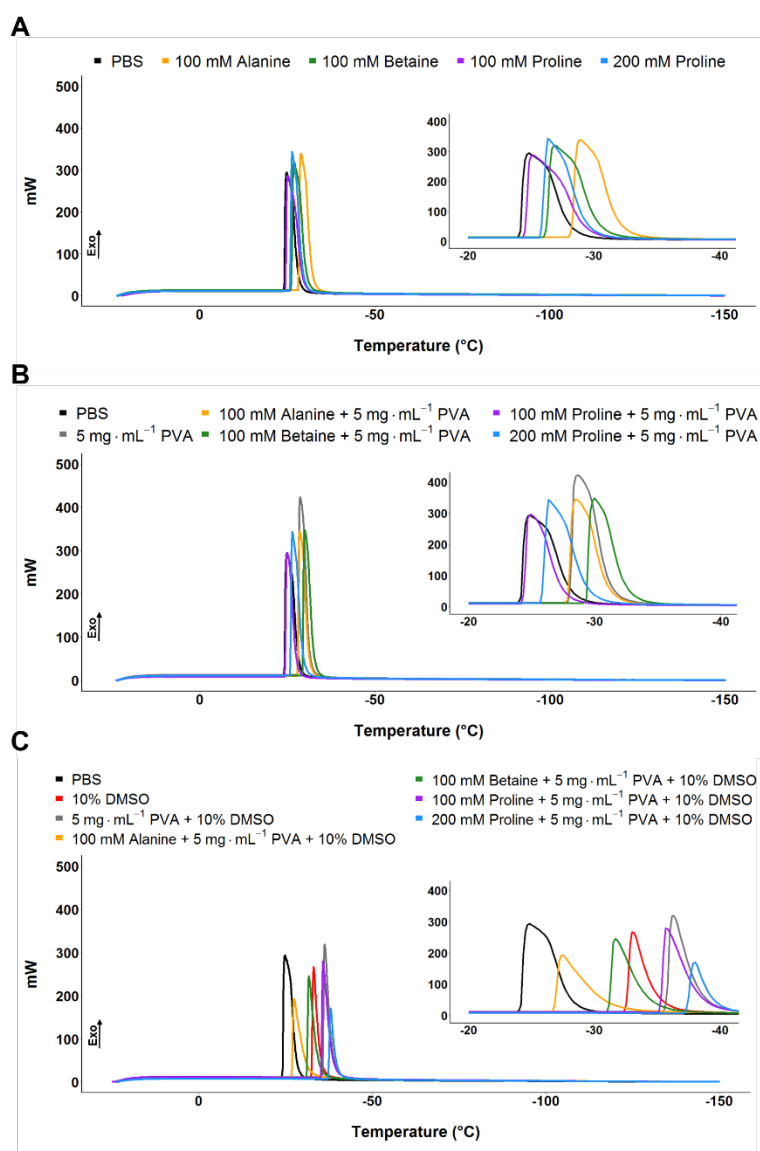 A
PBS 100 mM Alanine 100 mM Betaine 100 mM Proline 200 mM Proline
500
400
300
200
100
0
mW
Exo
400
300
200
100
0
-20 -30 -40
0 -50 -100 -150
Temperature (°C)
B
PBS 100 mM Alanine + 5 mg · mL⁻¹ PVA 100 mM Proline + 5 mg · mL⁻¹ PVA
5 mg · mL⁻¹ PVA 100 mM Betaine + 5 mg · mL⁻¹ PVA 200 mM Proline + 5 mg · mL⁻¹ PVA
500
400
300
200
100
0
mW
Exo
400
300
200
100
0
-20 -30 -40
0 -50 -100 -150
Temperature (°C)
C
PBS 100 mM Betaine + 5 mg · mL⁻¹ PVA + 10% DMSO
10% DMSO 100 mM Proline + 5 mg · mL⁻¹ PVA + 10% DMSO
5 mg · mL⁻¹ PVA + 10% DMSO 200 mM Proline + 5 mg · mL⁻¹ PVA + 10% DMSO
100 mM Alanine + 5 mg · mL⁻¹ PVA + 10% DMSO
500
400
300
200
100
0
mW
Exo
400
300
200
100
0
-20 -30 -40
0 -50 -100 -150
Temperature (°C)